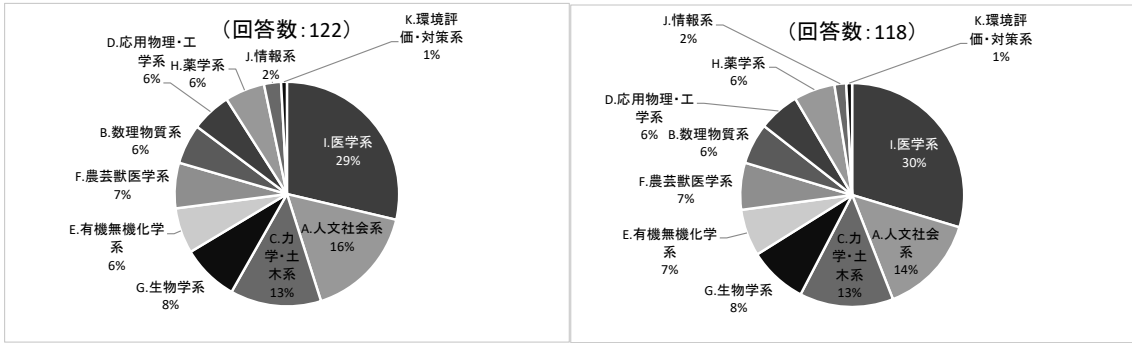 （回答数：122）
K.環境評
価・対策系
1%
D.応用物理・工
学系
6%
H.薬学系
6%
J.情報系
2%
B.数理物質系
6%
F.農芸獣医学系
7%
E.有機無機化学
系
6%
G.生物学系
8%
C.力
学・土
木系
13%
A.人文社会系
16%
I.医学系
29%
（回答数：118）
J.情報系
2%
K.環境評
価・対策系
1%
H.薬学系
6%
D.応用物理・工
学系
6%
B.数理物質系
6%
F.農芸獣医学系
7%
E.有機無機化学
系
7%
G.生物学系
8%
C.力
学・土
木系
13%
A.人文社会
系
14%
I.医学系
30%